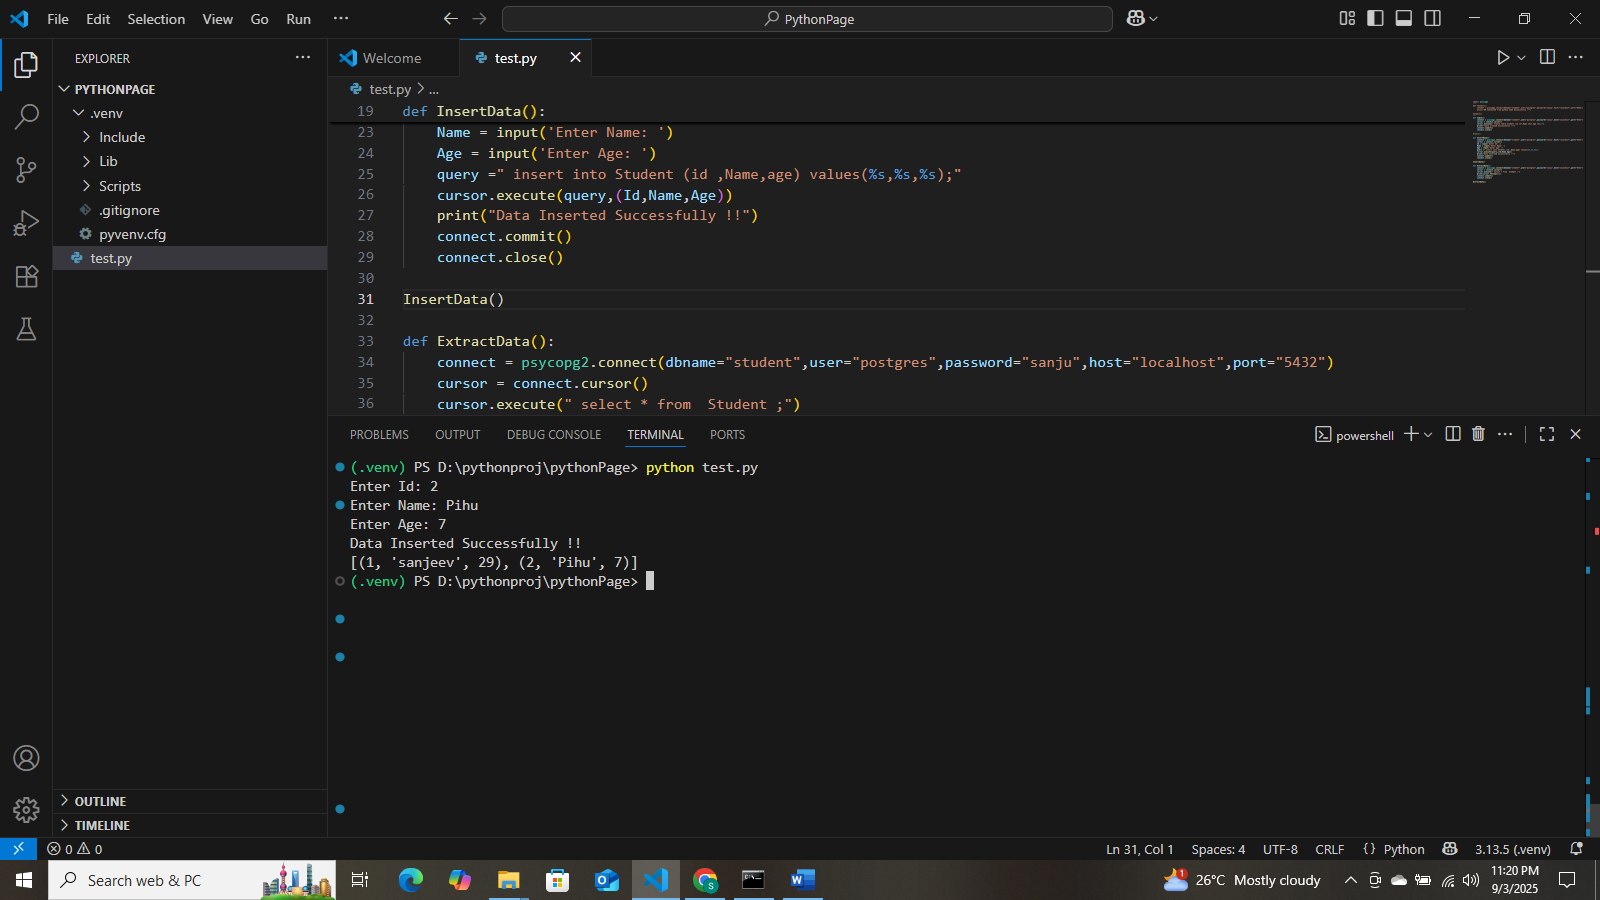 File Edit Selection View Go Run ···
PythonPage
EXPLORER
PYTHONPAGE
.venv
Include
Lib
Scripts
.gitignore
pyvenv.cfg
test.py
OUTLINE
TIMELINE
Welcome
test.py
test.py > ...
19 def InsertData():
23 Name = input('Enter Name: ')
24 Age = input('Enter Age: ')
25 query =" insert into Student (id ,Name,age) values(%s,%s,%s);"
26 cursor.execute(query,(Id,Name,Age))
27 print("Data Inserted Successfully !!")
28 connect.commit()
29 connect.close()
30
31 InsertData()
32
33 def ExtractData():
34 connect = psycopg2.connect(dbname="student",user="postgres",password="sanju",host="localhost",port="5432")
35 cursor = connect.cursor()
36 cursor.execute(" select * from  Student ;")
PROBLEMS OUTPUT DEBUG CONSOLE TERMINAL PORTS
powershell
(.venv) PS D:\pythonproj\pythonPage> python test.py
Enter Id: 2
Enter Name: Pihu
Enter Age: 7
Data Inserted Successfully !!
[(1, 'sanjeev', 29), (2, 'Pihu', 7)]
(.venv) PS D:\pythonproj\pythonPage>
0 0
Ln 31, Col 1 Spaces: 4 UTF-8 CRLF {} Python 3.13.5 (.venv)
Search web & PC
1
26°C Mostly cloudy
11:20 PM
9/3/2025